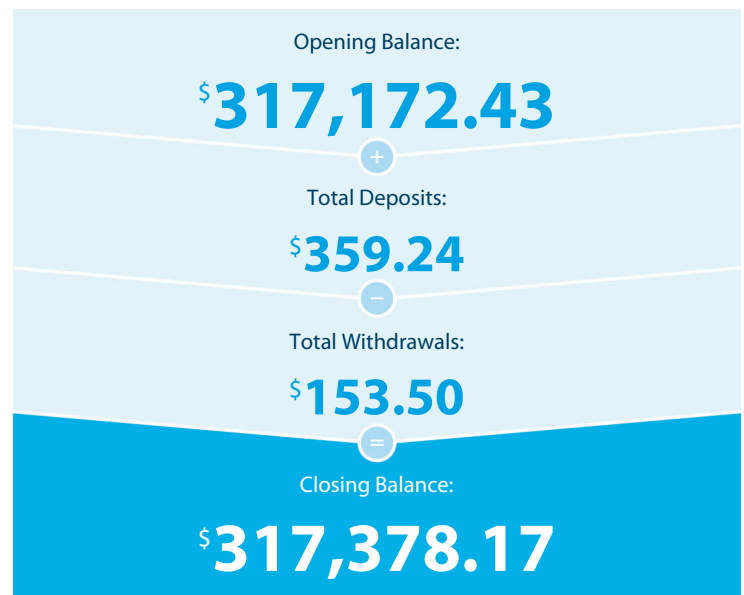 Opening Balance:
$317,172.43
+
Total Deposits:
$359.24
−
Total Withdrawals:
$153.50
=
Closing Balance:
$317,378.17